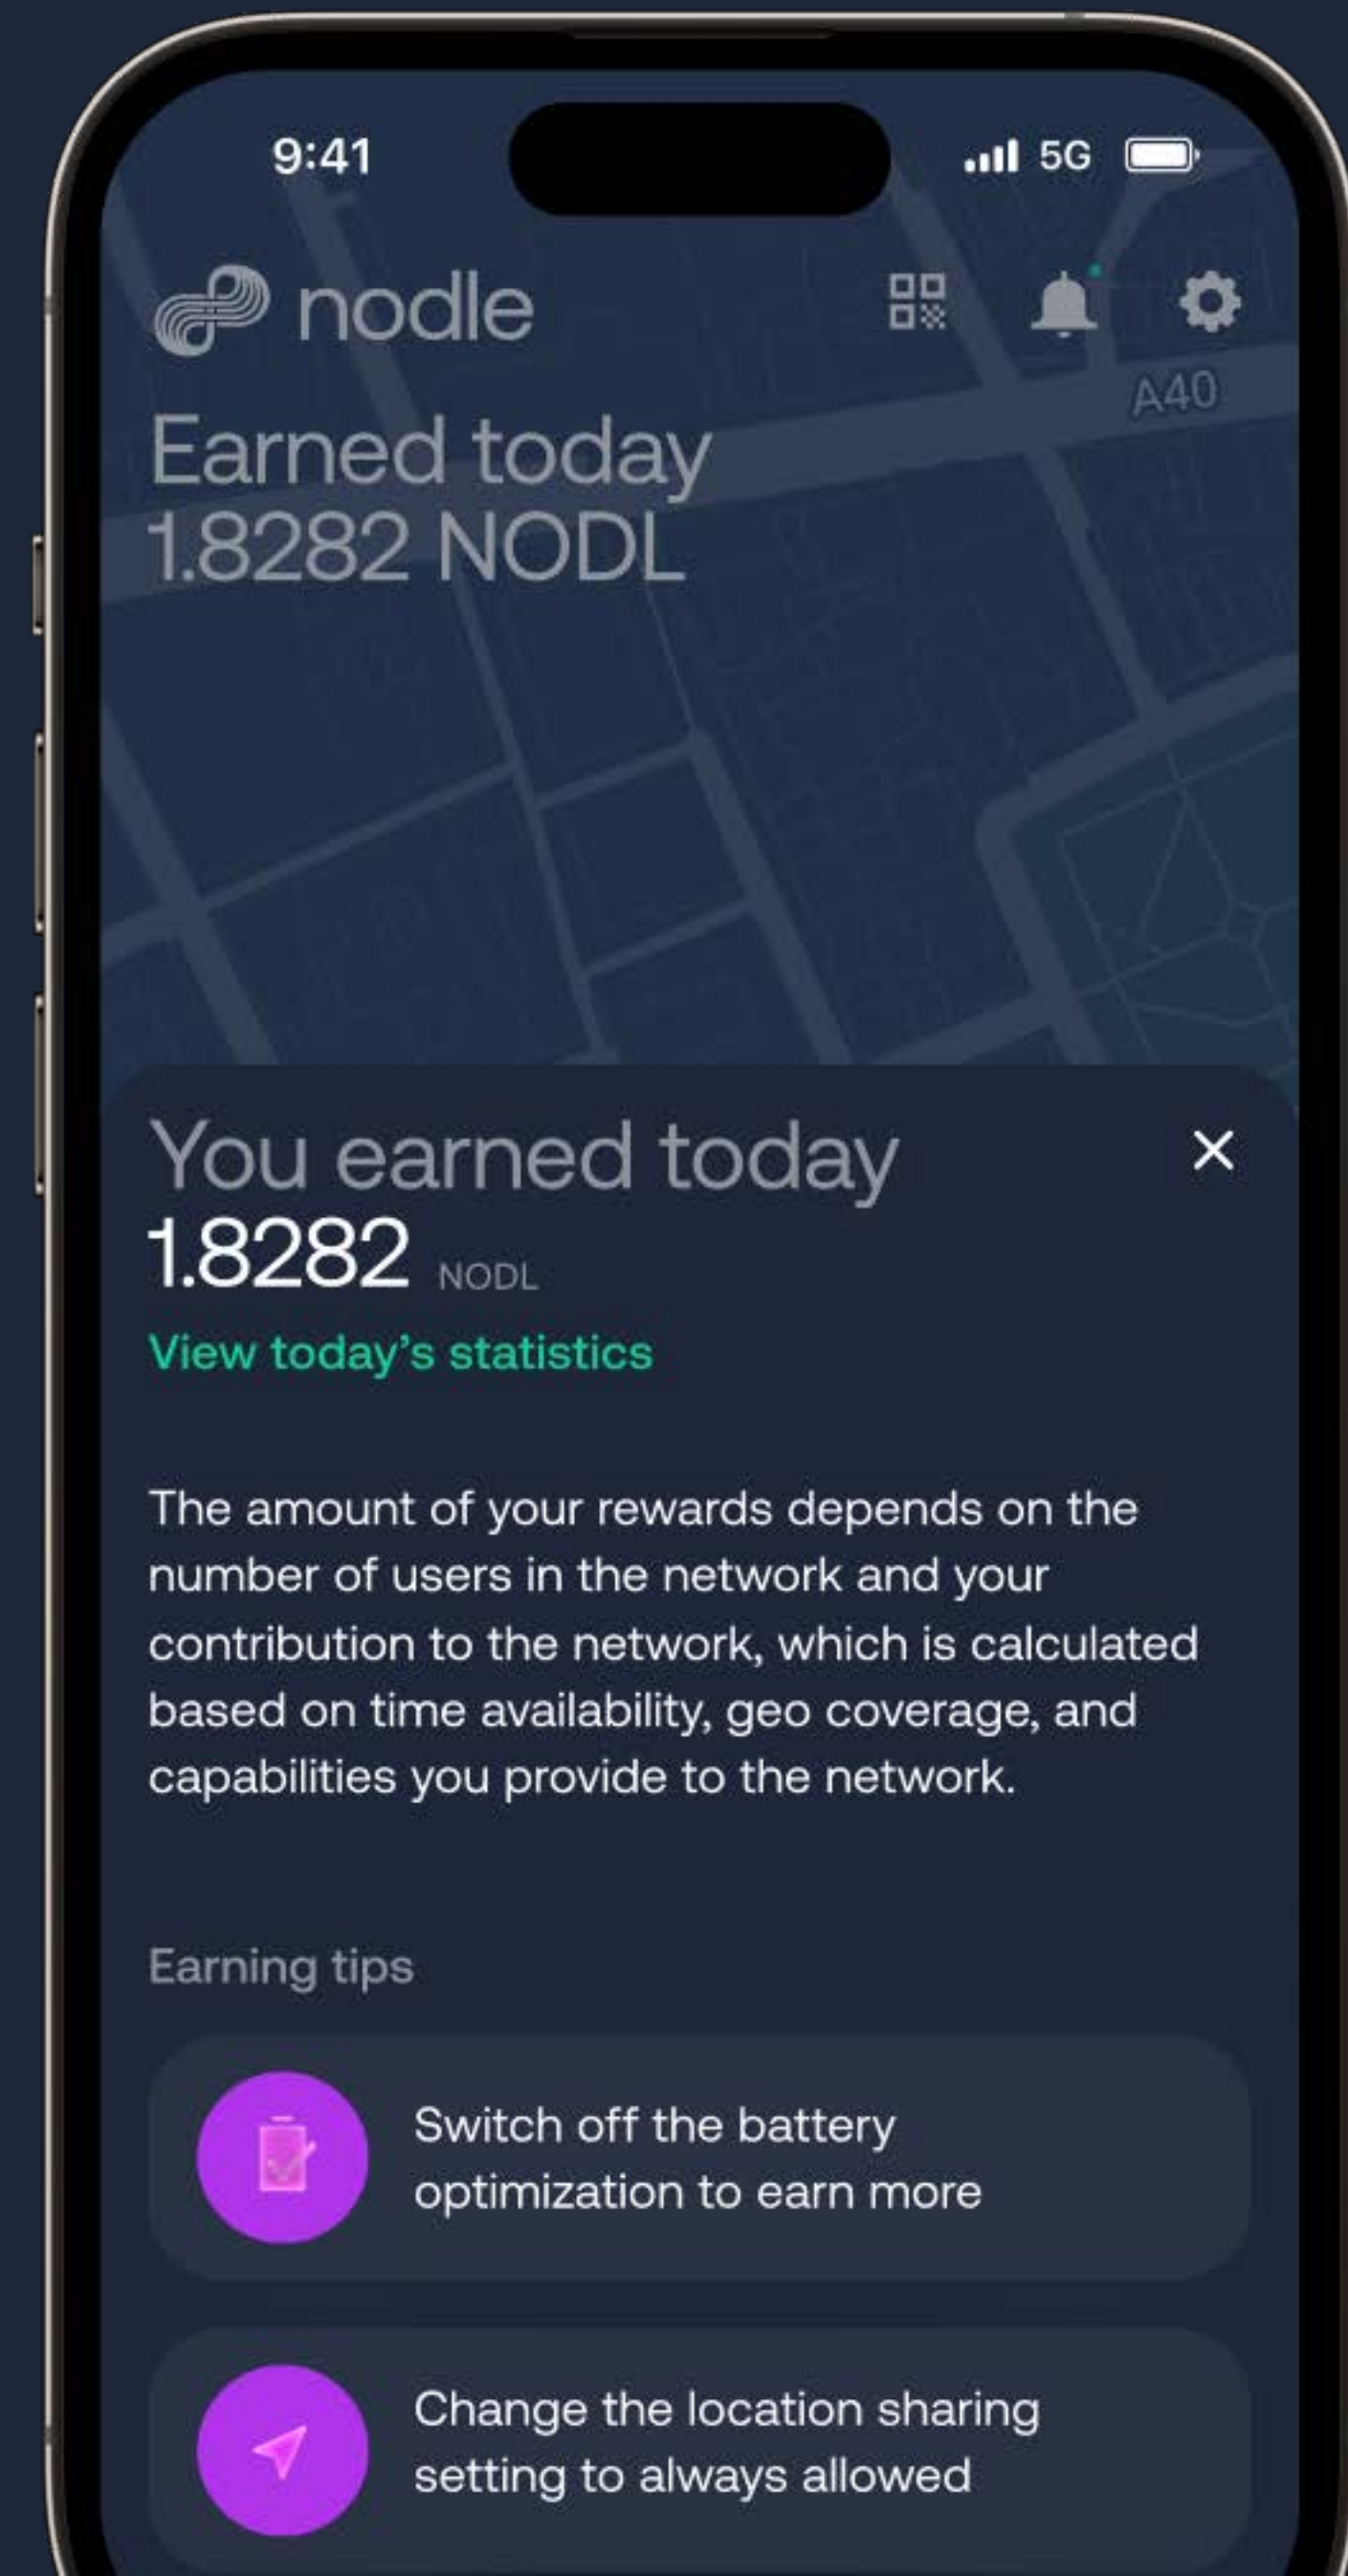 9:41
5G
nodle
A40
Earned today
1.8282 NODL
You earned today
1.8282 NODL
View today’s statistics
The amount of your rewards depends on the
number of users in the network and your
contribution to the network, which is calculated
based on time availability, geo coverage, and
capabilities you provide to the network.
Earning tips
Switch off the battery
optimization to earn more
Change the location sharing
setting to always allowed